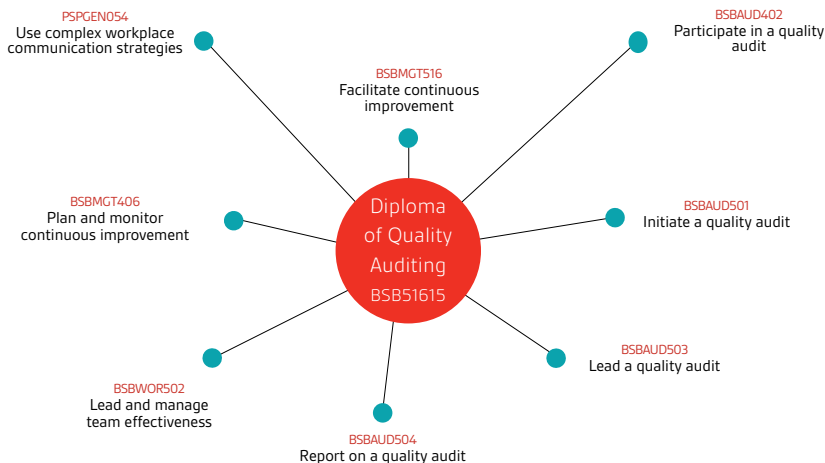 PSPGEN054
Use complex workplace
communication strategies
BSBMGT516
Facilitate continuous
improvement
BSBAUD402
Participate in a quality
audit
BSBMGT406
Plan and monitor
continuous improvement
Diploma
of Quality
Auditing
BSB51615
BSBAUD501
Initiate a quality audit
BSBWOR502
Lead and manage
team effectiveness
BSBAUD504
Report on a quality audit
BSBAUD503
Lead a quality audit